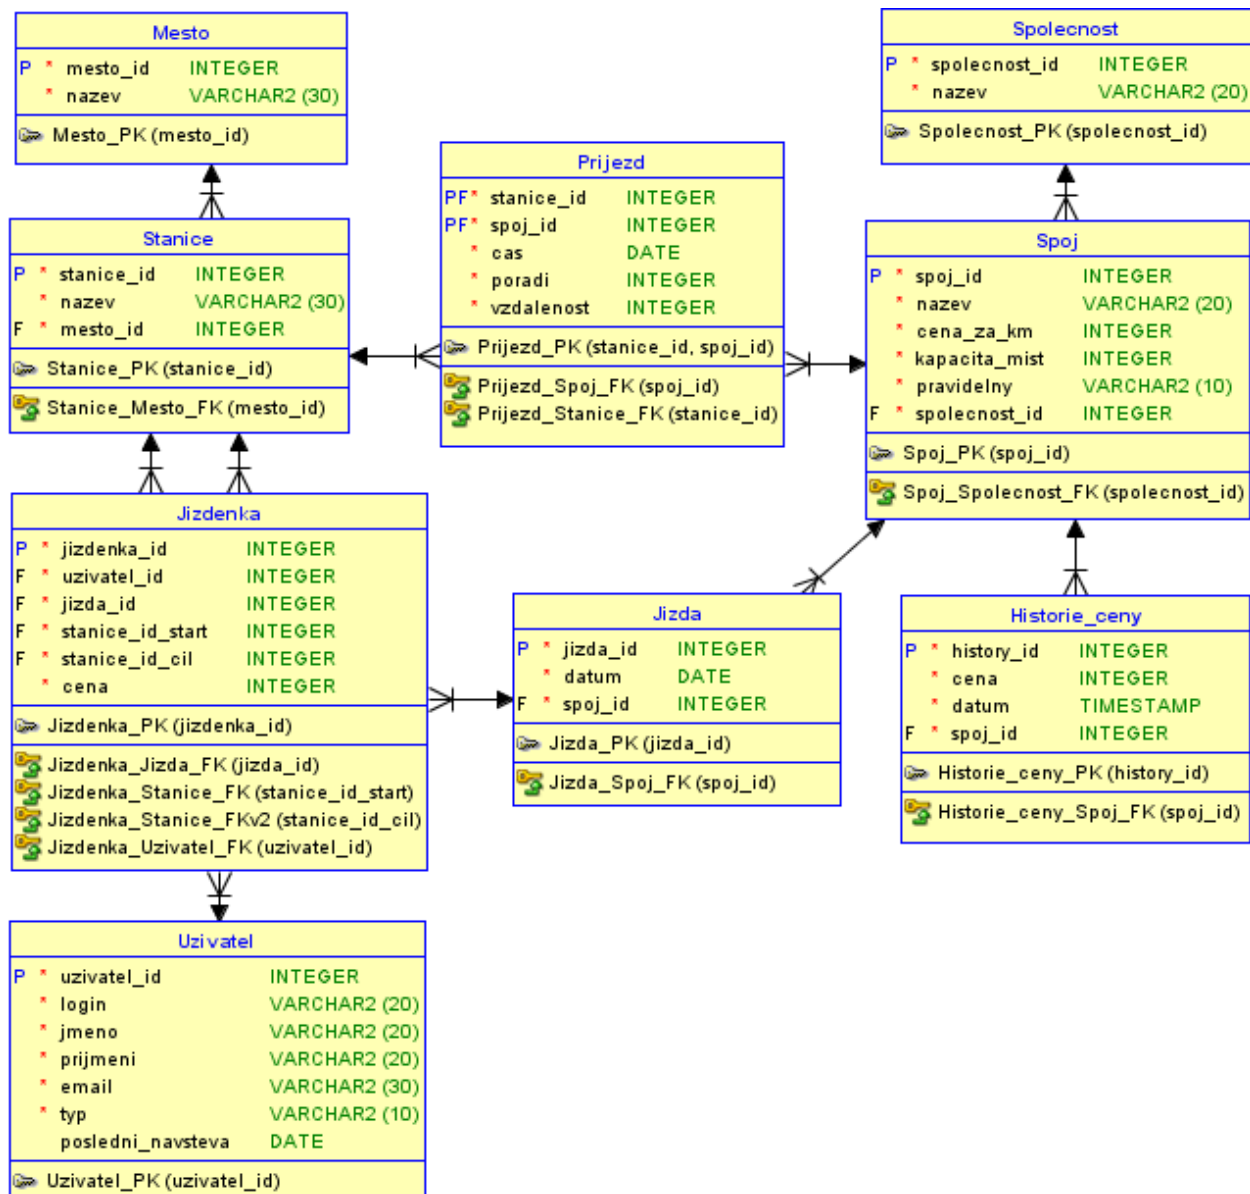 Mesto
P * mesto_id INTEGER
* nazev VARCHAR2 (30)
Mesto_PK (mesto_id)
Spolecnost
P * spolecnost_id INTEGER
* nazev VARCHAR2 (20)
Spolecnost_PK (spolecnost_id)
Prijezd
PF* stanice_id INTEGER
PF* spoj_id INTEGER
* cas DATE
* poradi INTEGER
* vzdalenost INTEGER
Prijezd_PK (stanice_id, spoj_id)
Prijezd_Spoj_FK (spoj_id)
Prijezd_Stanice_FK (stanice_id)
Stanice
P * stanice_id INTEGER
* nazev VARCHAR2 (30)
F * mesto_id INTEGER
Stanice_PK (stanice_id)
Stanice_Mesto_FK (mesto_id)
Spoj
P * spoj_id INTEGER
* nazev VARCHAR2 (20)
* cena_za_km INTEGER
* kapacita_mist INTEGER
* pravidelny VARCHAR2 (10)
F * spolecnost_id INTEGER
Spoj_PK (spoj_id)
Spoj_Spolecnost_FK (spolecnost_id)
Jizdenka
P * jizdenka_id INTEGER
F * uzivatel_id INTEGER
F * jizda_id INTEGER
F * stanice_id_start INTEGER
F * stanice_id_cil INTEGER
* cena INTEGER
Jizdenka_PK (jizdenka_id)
Jizdenka_Jizda_FK (jizda_id)
Jizdenka_Stanice_FK (stanice_id_start)
Jizdenka_Stanice_FKv2 (stanice_id_cil)
Jizdenka_Uzivatel_FK (uzivatel_id)
Jizda
P * jizda_id INTEGER
* datum DATE
F * spoj_id INTEGER
Jizda_PK (jizda_id)
Jizda_Spoj_FK (spoj_id)
Historie_ceny
P * history_id INTEGER
* cena INTEGER
* datum TIMESTAMP
F * spoj_id INTEGER
Historie_ceny_PK (history_id)
Historie_ceny_Spoj_FK (spoj_id)
Uzivatel
P * uzivatel_id INTEGER
* login VARCHAR2 (20)
* jmeno VARCHAR2 (20)
* prijmeni VARCHAR2 (20)
* email VARCHAR2 (30)
* typ VARCHAR2 (10)
posledni_navsteva DATE
Uzivatel_PK (uzivatel_id)